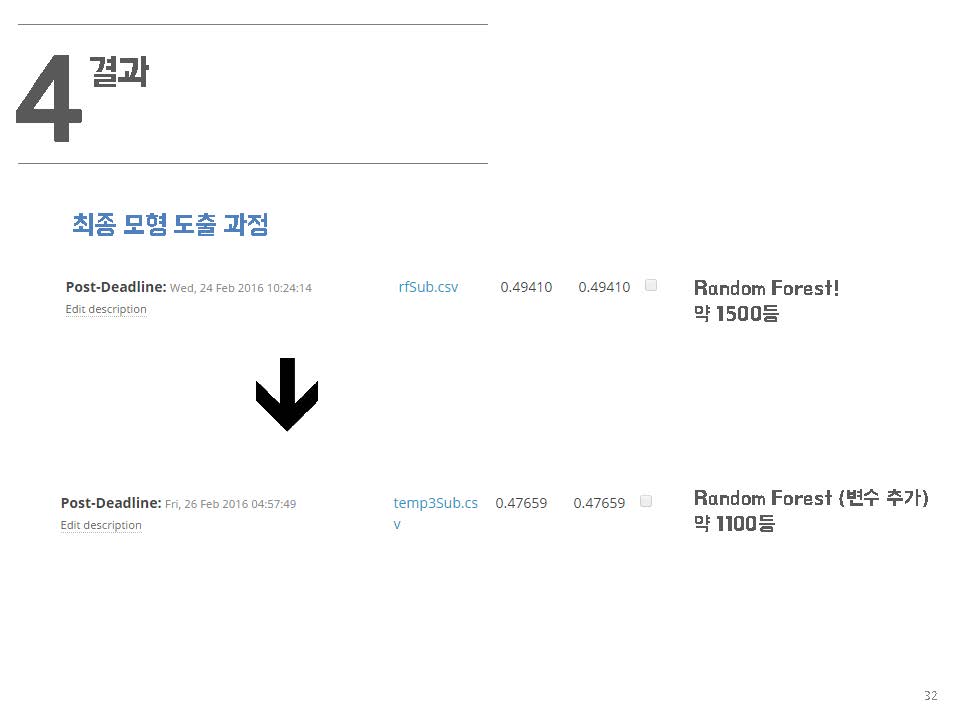 4 결과
최종 모형 도출 과정
Post-Deadline: Wed, 24 Feb 2016 10:24:14 rfSub.csv 0.49410 0.49410 Random Forest!
Edit description 약 1500등
Post-Deadline: Fri, 26 Feb 2016 04:57:49 temp3Sub.cs 0.47659 0.47659 Random Forest (변수 추가)
Edit description v 약 1100등
32